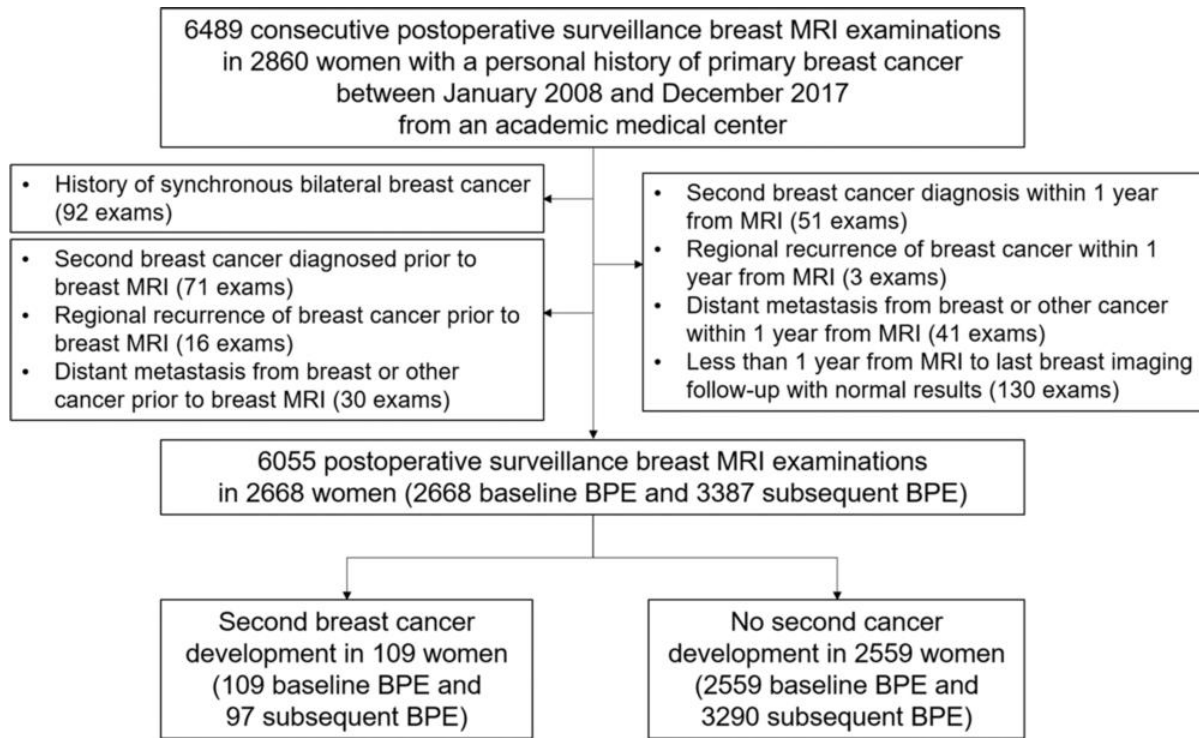 6489 consecutive postoperative surveillance breast MRI examinations
in 2860 women with a personal history of primary breast cancer
between January 2008 and December 2017
from an academic medical center
• History of synchronous bilateral breast cancer
(92 exams)
• Second breast cancer diagnosed prior to
breast MRI (71 exams)
• Regional recurrence of breast cancer prior to
breast MRI (16 exams)
• Distant metastasis from breast or other
cancer prior to breast MRI (30 exams)
• Second breast cancer diagnosis within 1 year
from MRI (51 exams)
• Regional recurrence of breast cancer within 1
year from MRI (3 exams)
• Distant metastasis from breast or other cancer
within 1 year from MRI (41 exams)
• Less than 1 year from MRI to last breast imaging
follow-up with normal results (130 exams)
6055 postoperative surveillance breast MRI examinations
in 2668 women (2668 baseline BPE and 3387 subsequent BPE)
Second breast cancer
development in 109 women
(109 baseline BPE and
97 subsequent BPE)
No second cancer
development in 2559 women
(2559 baseline BPE and
3290 subsequent BPE)